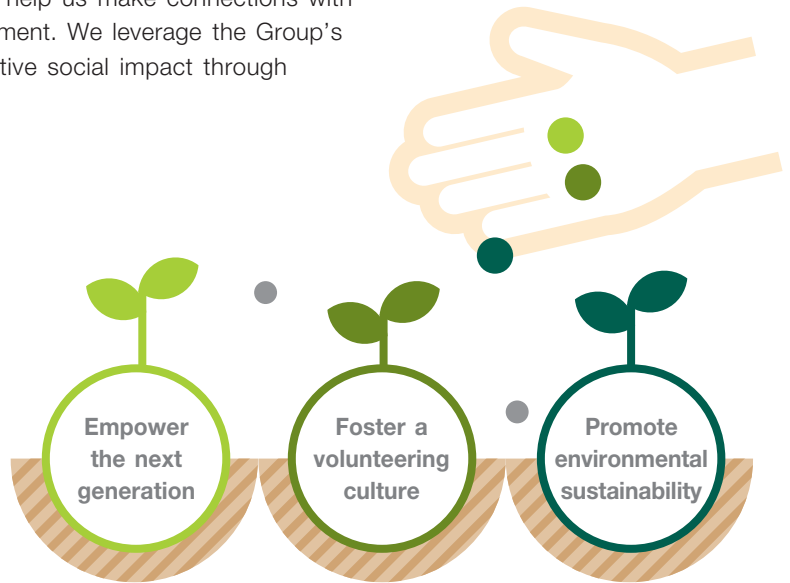 help us make connections with
ment. We leverage the Group's
tive social impact through
Empower
the next
generation
Foster a
volunteering
culture
Promote
environmental
sustainability